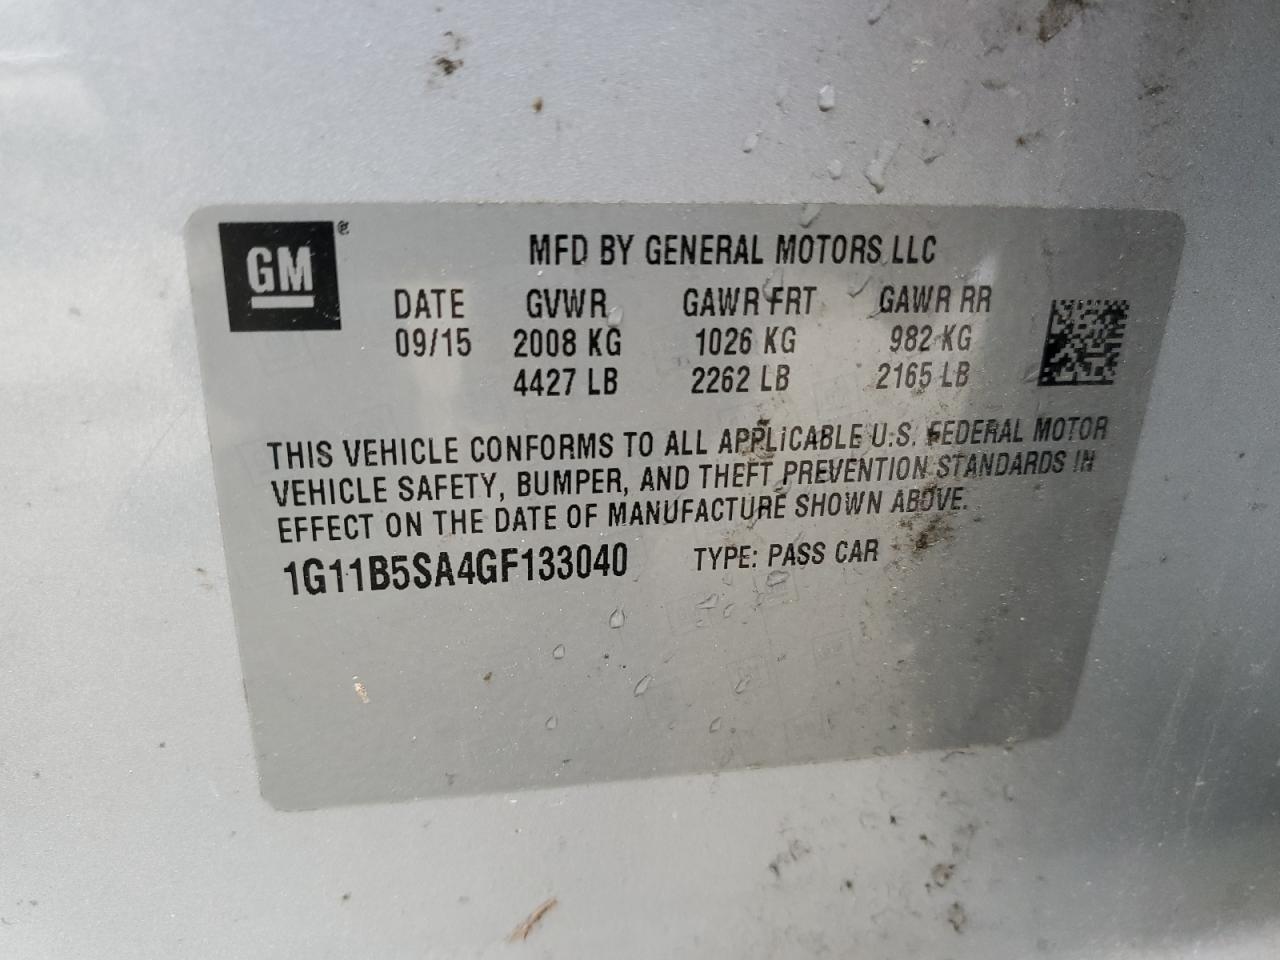 GM®
MFD BY GENERAL MOTORS LLC
DATE GVWR GAWR FRT GAWR RR
09/15 2008 KG 1026 KG 982 KG
4427 LB 2262 LB 2165 LB
THIS VEHICLE CONFORMS TO ALL APPLICABLE U.S. FEDERAL MOTOR
VEHICLE SAFETY, BUMPER, AND THEFT PREVENTION STANDARDS IN
EFFECT ON THE DATE OF MANUFACTURE SHOWN ABOVE.
1G11B5SA4GF133040 TYPE: PASS CAR